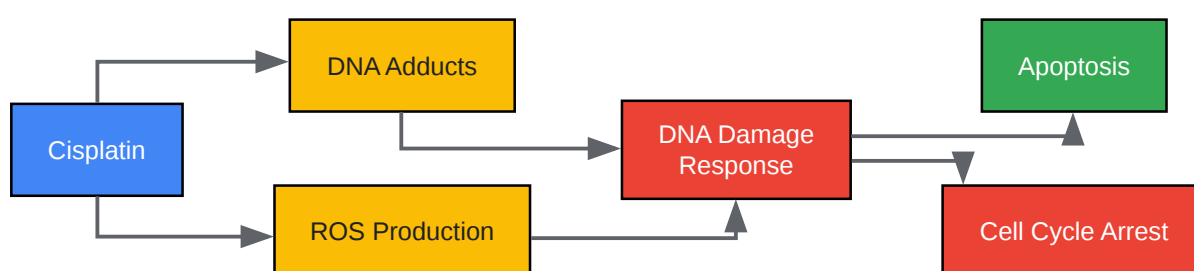 DNA Adducts
Apoptosis
Cisplatin
DNA Damage
Response
ROS Production
Cell Cycle Arrest